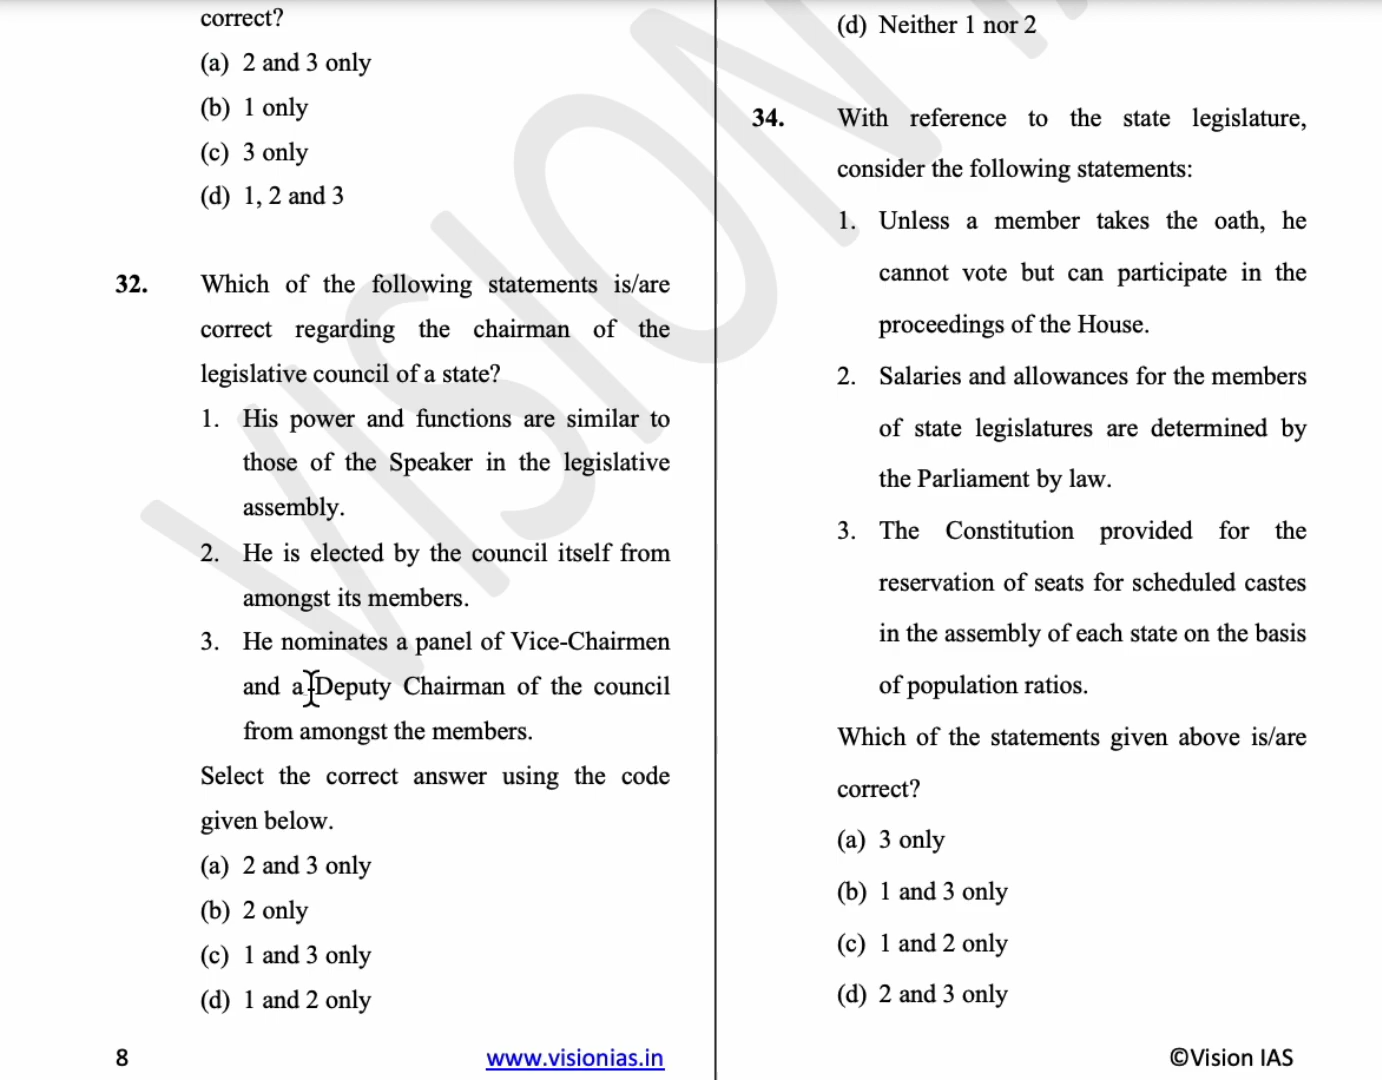 correct?
(a) 2 and 3 only
(b) 1 only
(c) 3 only
(d) 1, 2 and 3
32. Which of the following statements is/are
correct regarding the chairman of the
legislative council of a state?
1. His power and functions are similar to
those of the Speaker in the legislative
assembly.
2. He is elected by the council itself from
amongst its members.
3. He nominates a panel of Vice-Chairmen
and a Deputy Chairman of the council
from amongst the members.
Select the correct answer using the code
given below.
(a) 2 and 3 only
(b) 2 only
(c) 1 and 3 only
(d) 1 and 2 only
(d) Neither 1 nor 2
34. With reference to the state legislature,
consider the following statements:
1. Unless a member takes the oath, he
cannot vote but can participate in the
proceedings of the House.
2. Salaries and allowances for the members
of state legislatures are determined by
the Parliament by law.
3. The Constitution provided for the
reservation of seats for scheduled castes
in the assembly of each state on the basis
of population ratios.
Which of the statements given above is/are
correct?
(a) 3 only
(b) 1 and 3 only
(c) 1 and 2 only
(d) 2 and 3 only
8
www.visionias.in
©Vision IAS
VISION